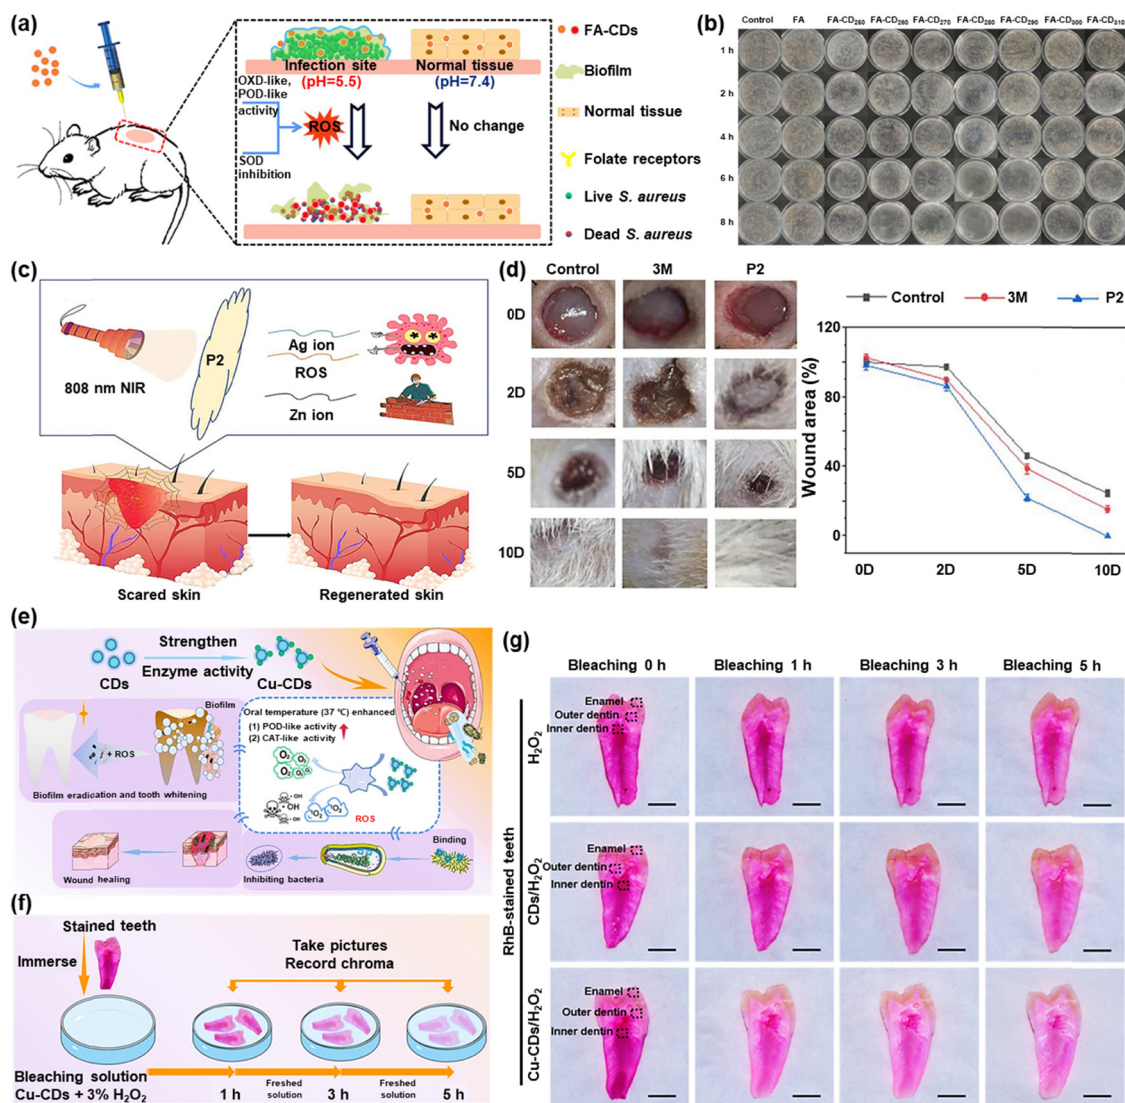 (a)
Infection site
(pH=5.5)
Normal tissue
(pH=7.4)
OXD-like,
POD-like
activity
ROS
No change
SOD
inhibition
FA-CDs
Biofilm
Normal tissue
Folate receptors
Live S. aureus
Dead S. aureus
(b)
Control FA FA-CD260 FA-CD270 FA-CD280 FA-CD290 FA-CD300 FA-CD310
1 h
2 h
4 h
6 h
8 h
(c)
808 nm NIR
P2
Ag ion
ROS
Zn ion
Scared skin
Regenerated skin
(d)
Control 3M P2
0D
2D
5D
10D
Control 3M P2
Wound area (%)
120
80
40
0
0D 2D 5D 10D
(e)
CDs
Strengthen
Enzyme activity
Cu-CDs
Biofilm
+ ROS
Biofilm eradication and tooth whitening
Oral temperature (37 °C) enhanced
(1) POD-like activity
(2) CAT-like activity
O2
O2
O2
• OH
• OH
• OH
ROS
Wound healing
Inhibiting bacteria
Binding
(f)
Stained teeth
Immerse
Take pictures
Record chroma
Bleaching solution
Cu-CDs + 3% H2O2
1 h
Freshed
solution
3 h
Freshed
solution
5 h
(g)
Bleaching 0 h Bleaching 1 h Bleaching 3 h Bleaching 5 h
RhB-stained teeth
H2O2
Enamel
Outer dentin
Inner dentin
CDs/H2O2
Enamel
Outer dentin
Inner dentin
Cu-CDs/H2O2
Enamel
Outer dentin
Inner dentin